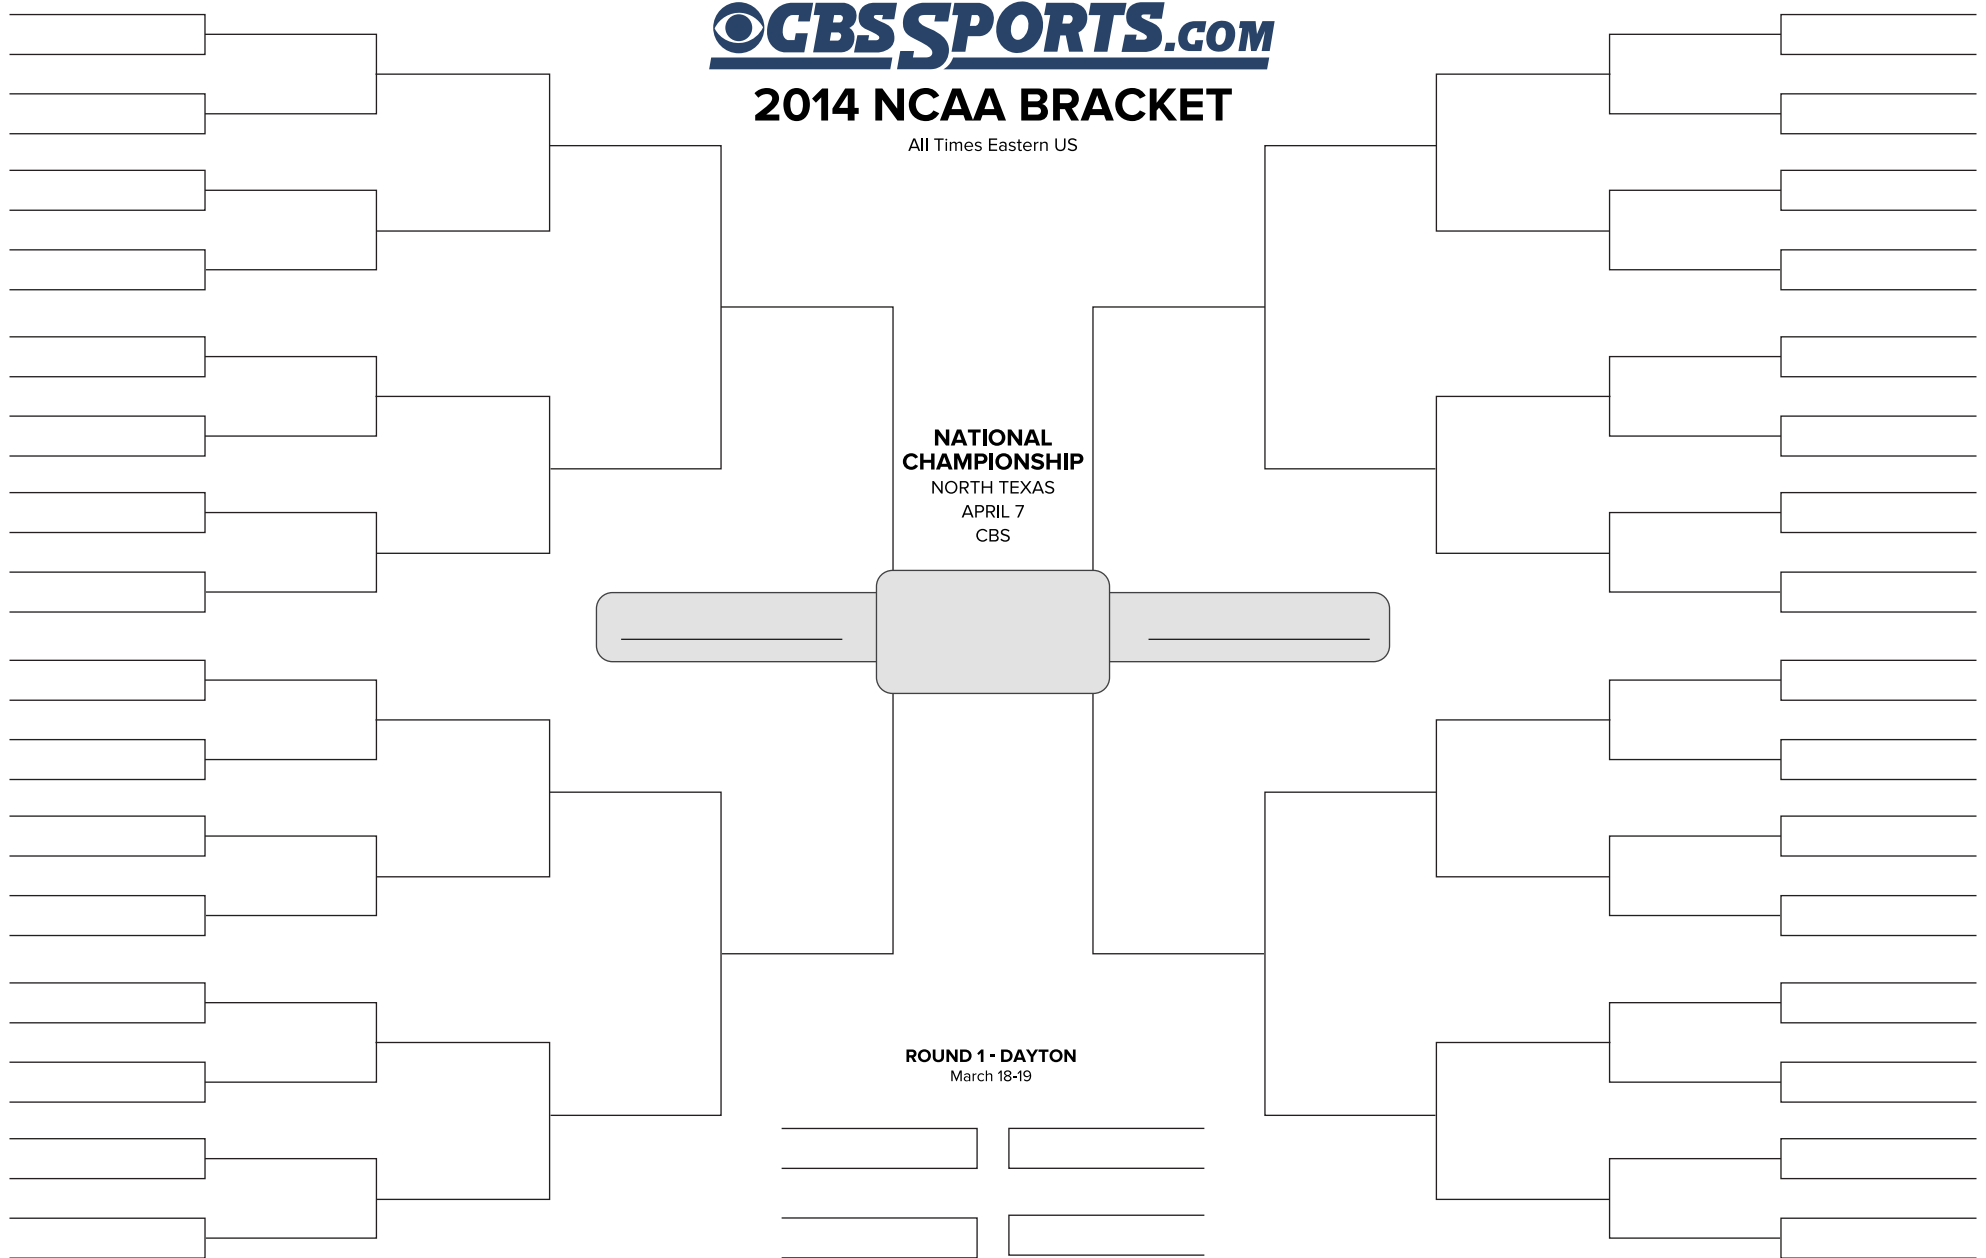 CBSSPORTS.COM
2014 NCAA BRACKET
All Times Eastern US
NATIONAL
CHAMPIONSHIP
NORTH TEXAS
APRIL 7
CBS
ROUND 1 - DAYTON
March 18-19